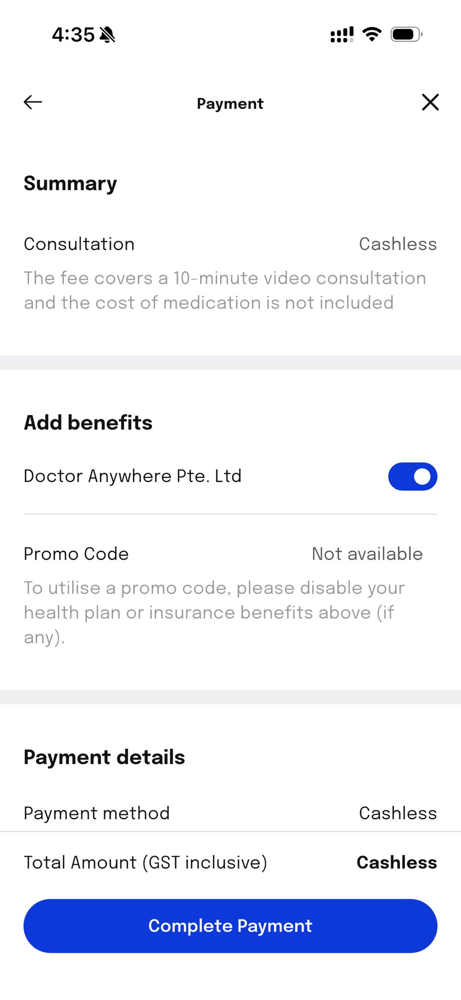 4:35
Payment
Summary
Consultation Cashless
The fee covers a 10-minute video consultation
and the cost of medication is not included
Add benefits
Doctor Anywhere Pte. Ltd
Promo Code Not available
To utilise a promo code, please disable your
health plan or insurance benefits above (if
any).
Payment details
Payment method Cashless
Total Amount (GST inclusive) Cashless
Complete Payment